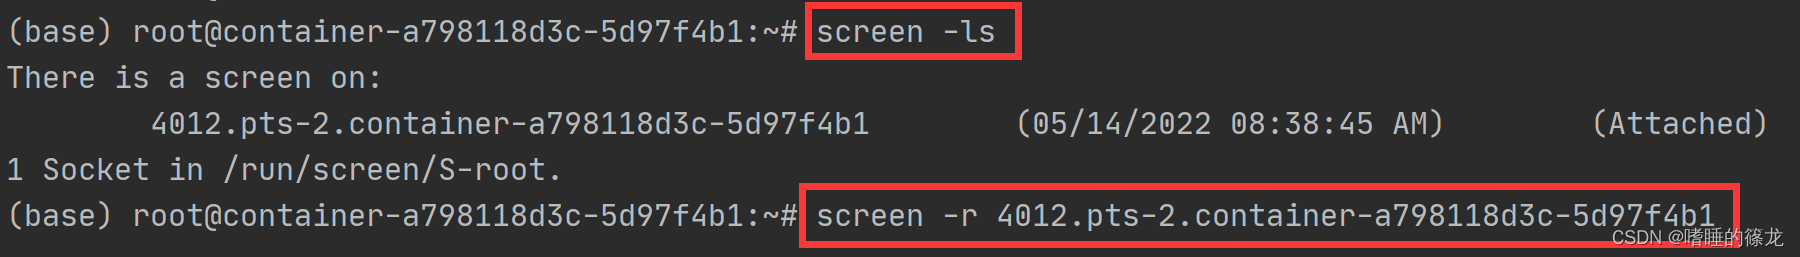 (base) root@container-a798118d3c-5d97f4b1:~# screen -ls
There is a screen on:
4012.pts-2.container-a798118d3c-5d97f4b1 (05/14/2022 08:38:45 AM) (Attached)
1 Socket in /run/screen/S-root.
(base) root@container-a798118d3c-5d97f4b1:~# screen -r 4012.pts-2.container-a798118d3c-5d97f4b1
CSDN @嗜睡的篠龙